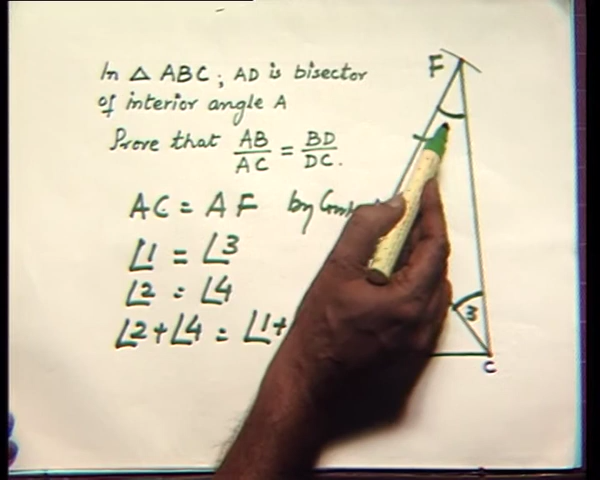 In △ ABC ; AD is bisector
of interior angle A
Prove that AB/AC = BD/DC.
AC = AF by
∠1 = ∠3
∠2 = ∠4
∠2 + ∠4 = ∠1 +
F
3
C